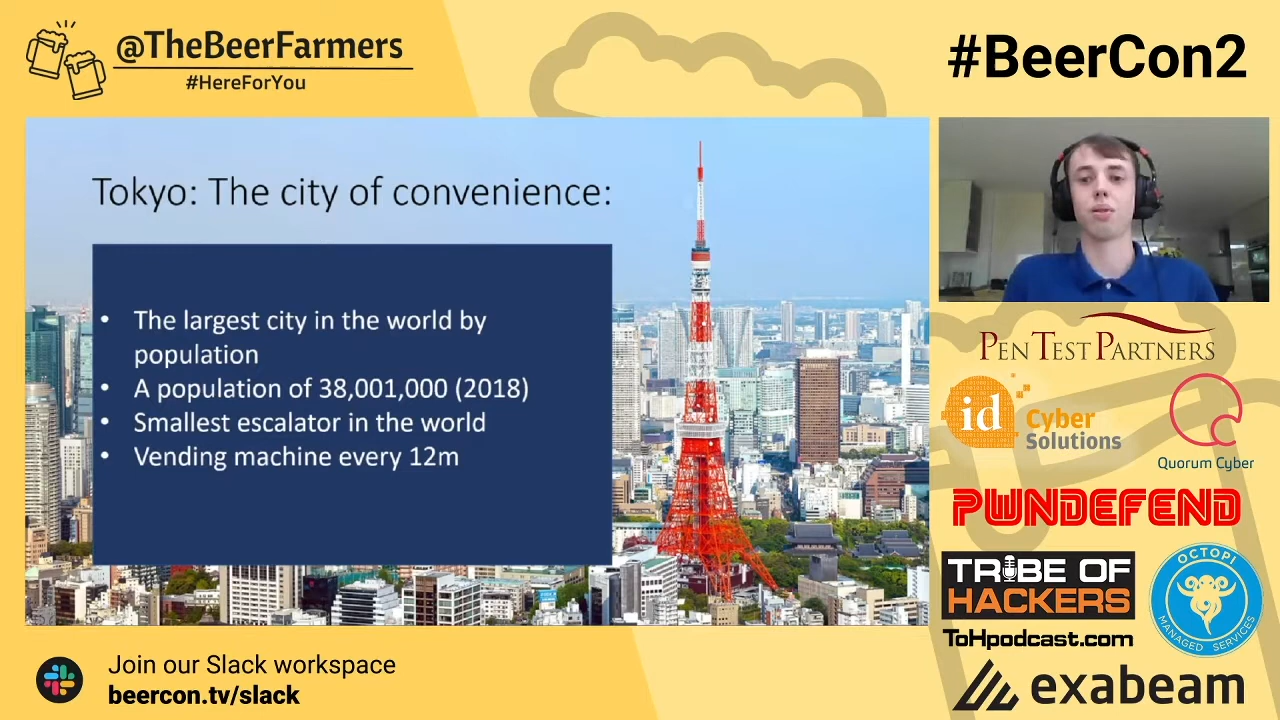 @TheBeerFarmers
#HereForYou
#BeerCon2
Tokyo: The city of convenience:
• The largest city in the world by
population
• A population of 38,001,000 (2018)
• Smallest escalator in the world
• Vending machine every 12m
PEN TEST PARTNERS
id Cyber
Solutions
Quorum Cyber
PWNDEFEND
TRIBE OF
HACKERS
ToHpodcast.com
OCTOPI
MANAGED SERVICES
exabeam
Join our Slack workspace
beercon.tv/slack